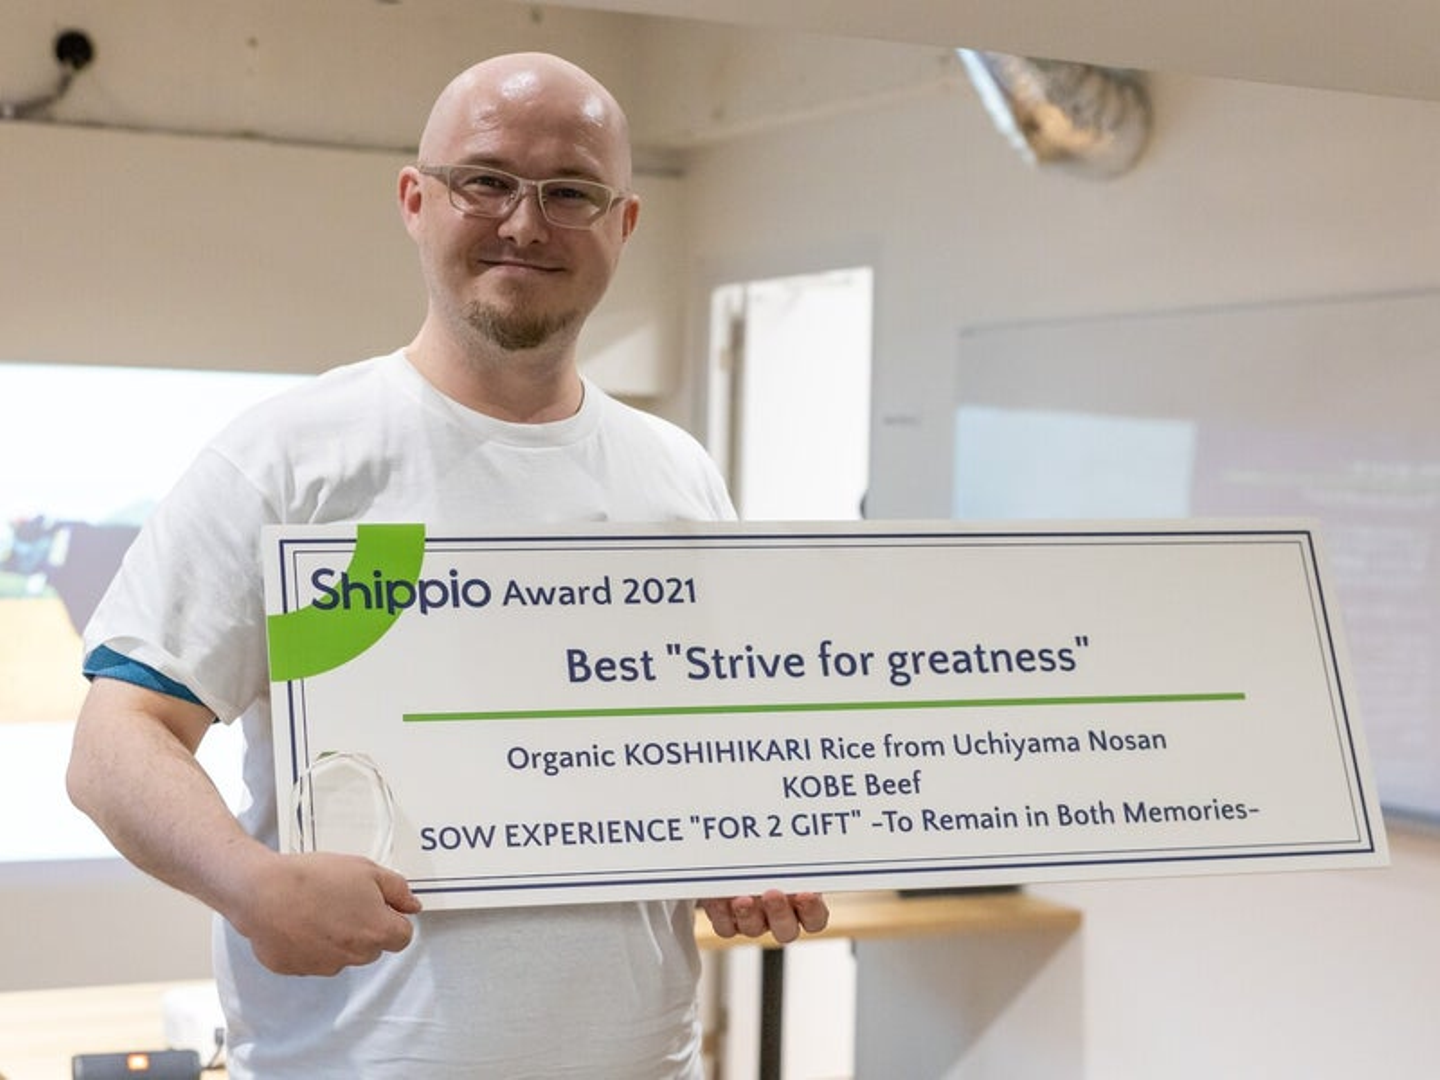 Shippio Award 2021
Best "Strive for greatness"
Organic KOSHIHIKARI Rice from Uchiyama Nosan
KOBE Beef
SOW EXPERIENCE "FOR 2 GIFT" -To Remain in Both Memories-